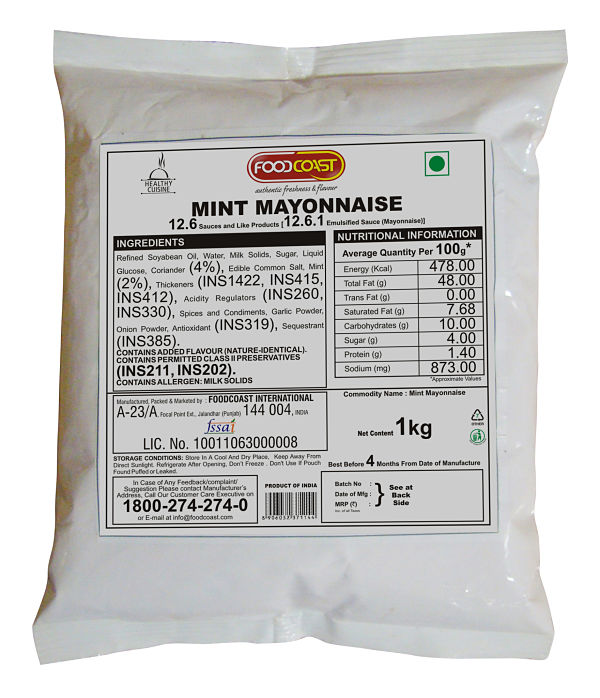 HEALTHY
CUISINE
FOODCOAST
authentic freshness & flavour
MINT MAYONNAISE
12.6 Sauces and Like Products [12.6.1 Emulsified Sauce (Mayonnaise)]
INGREDIENTS
Refined Soyabean Oil, Water, Milk Solids, Sugar, Liquid
Glucose, Coriander (4%), Edible Common Salt, Mint
(2%), Thickeners (INS1422, INS415,
INS412), Acidity Regulators (INS260,
INS330), Spices and Condiments, Garlic Powder,
Onion Powder, Antioxidant (INS319), Sequestrant
(INS385).
CONTAINS ADDED FLAVOUR (NATURE-IDENTICAL).
CONTAINS PERMITTED CLASS II PRESERVATIVES
(INS211, INS202).
CONTAINS ALLERGEN: MILK SOLIDS
NUTRITIONAL INFORMATION
Average Quantity Per 100g*
Energy (Kcal) 478.00
Total Fat (g) 48.00
Trans Fat (g) 0.00
Saturated Fat (g) 7.68
Carbohydrates (g) 10.00
Sugar (g) 4.00
Protein (g) 1.40
Sodium (mg) 873.00
*Approximate Values
Manufactured, Packed & Marketed by : FOODCOAST INTERNATIONAL
A-23/A, Focal Point Ext., Jalandhar (Punjab) 144 004, INDIA
fssai
LIC. No. 10011063000008
Commodity Name : Mint Mayonnaise
Net Content 1kg
OTHER
Best Before 4 Months From Date of Manufacture
STORAGE CONDITIONS: Store In A Cool And Dry Place, Keep Away From
Direct Sunlight. Refrigerate After Opening, Don't Freeze . Don't Use If Pouch
Found Puffed or Leaked.
In Case of Any Feedback/complaint/
Suggestion Please contact Manufacturer's
Address, Call Our Customer Care Executive on
1800-274-274-0
or E-mail at info@foodcoast.com
PRODUCT OF INDIA
8 906032 371144
Batch No :
Date of Mfg :
MRP (₹) :
Inc. of all Taxes
See at
Back
Side